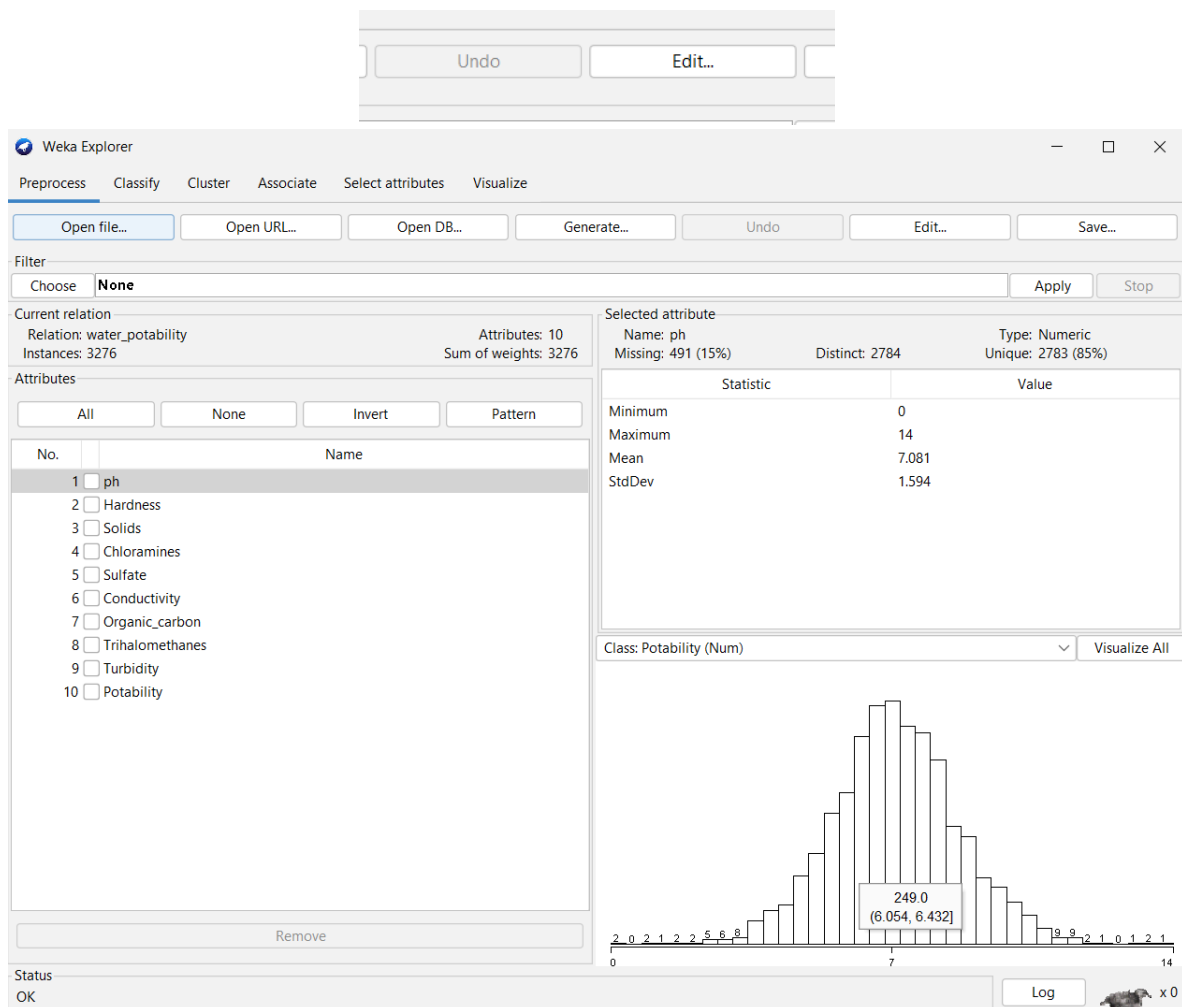 Undo Edit...
Weka Explorer
Preprocess Classify Cluster Associate Select attributes Visualize
Open file... Open URL... Open DB... Generate... Undo Edit... Save...
Filter
Choose None Apply Stop
Current relation
Relation: water_potability Attributes: 10
Instances: 3276 Sum of weights: 3276
Attributes
All None Invert Pattern
No. Name
1 ph
2 Hardness
3 Solids
4 Chloramines
5 Sulfate
6 Conductivity
7 Organic_carbon
8 Trihalomethanes
9 Turbidity
10 Potability
Remove
Selected attribute
Name: ph Type: Numeric
Missing: 491 (15%) Distinct: 2784 Unique: 2783 (85%)
Statistic Value
Minimum 0
Maximum 14
Mean 7.081
StdDev 1.594
Class: Potability (Num) Visualize All
249.0
(6.054, 6.432]
2 0 2 1 2 2 5 6 8 9 9 2 1 0 1 2 1
0 7 14
Status
OK
Log x 0